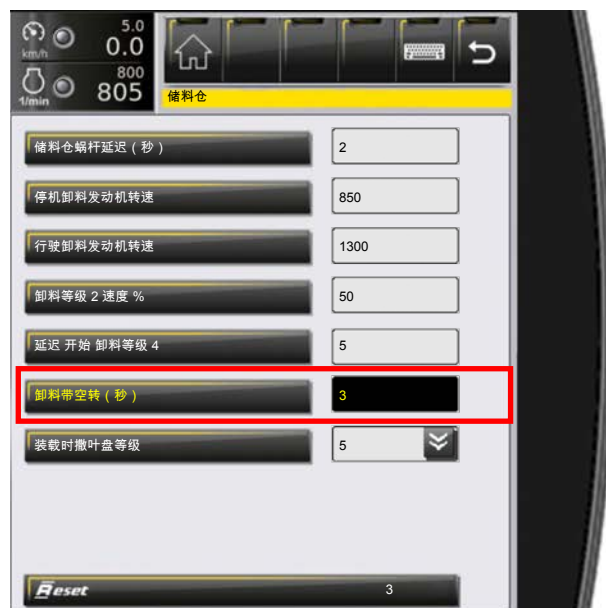 5.0
km/h 0.0
800
1/min 805
储料仓
储料仓蜗杆延迟（秒） 2
停机卸料发动机转速 850
行驶卸料发动机转速 1300
卸料等级 2 速度 % 50
延迟 开始 卸料等级 4 5
卸料带空转（秒） 3
装载时撒叶盘等级 5
Reset 3